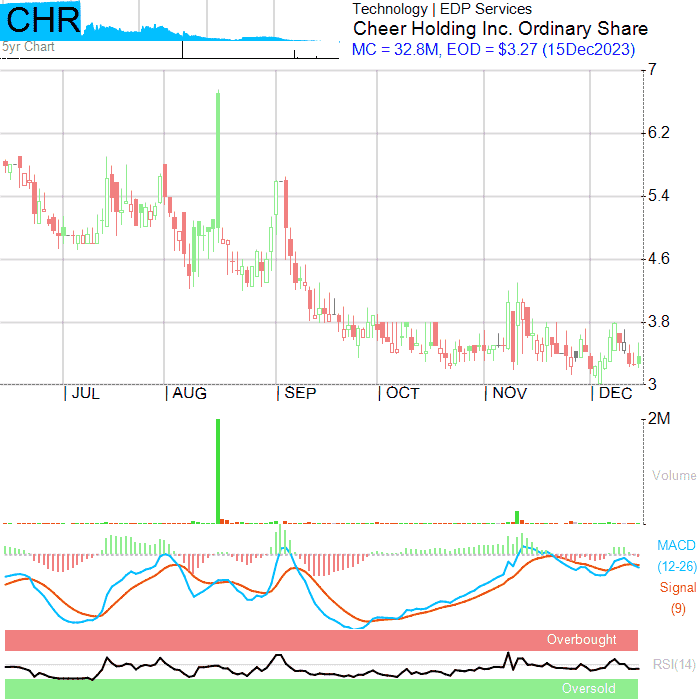 CHR
5yr Chart
Technology | EDP Services
Cheer Holding Inc. Ordinary Share
MC = 32.8M, EOD = $3.27 (15Dec2023)
7
6.2
5.4
4.6
3.8
3
| JUL | AUG | SEP | OCT | NOV | DEC
2M
Volume
MACD
(12-26)
Signal
(9)
Overbought
RSI(14)
Oversold